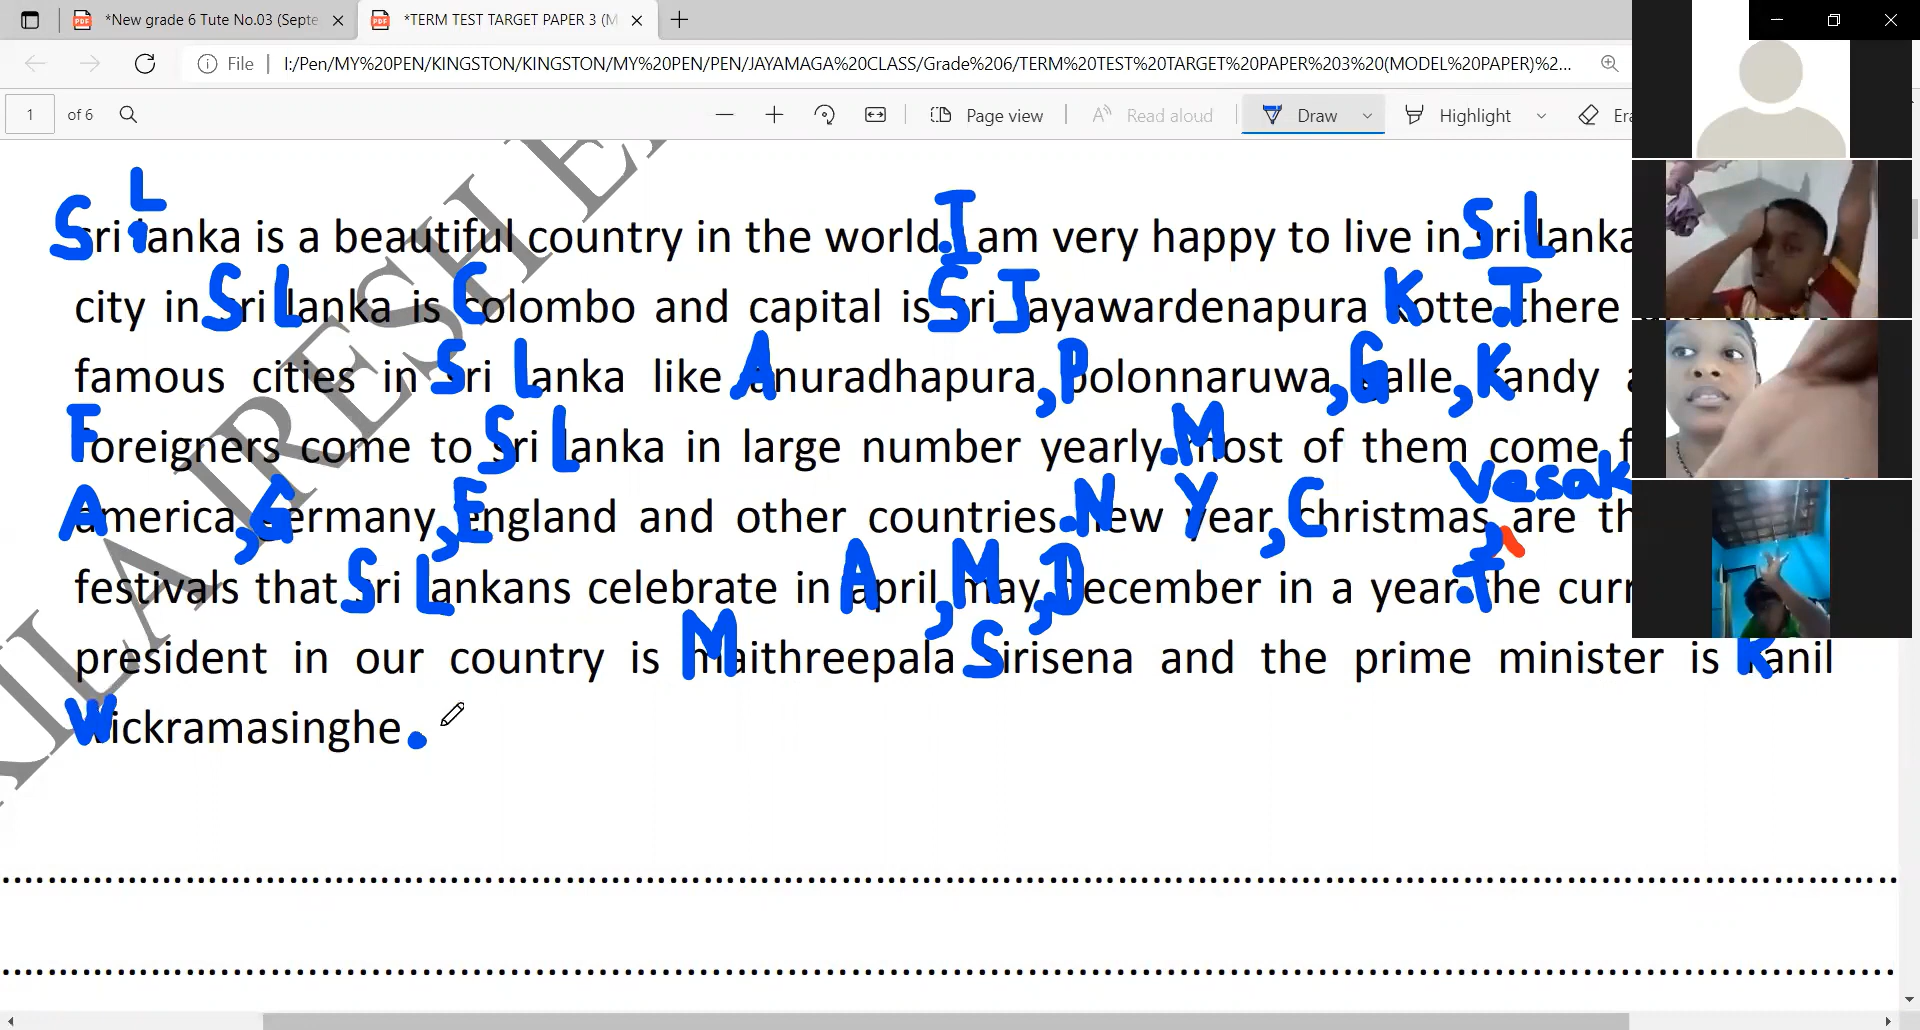 *New grade 6 Tute No.03 (Septe
*TERM TEST TARGET PAPER 3 (M
File
I:/Pen/MY%20PEN/KINGSTON/KINGSTON/MY%20PEN/PEN/JAYAMAGA%20CLASS/Grade%206/TERM%20TEST%20TARGET%20PAPER%203%20(MODEL%20PAPER)%2...
1 of 6 Page view Read aloud Draw Highlight Era
Sri Lanka is a beautiful country in the world. I am very happy to live in Sri Lanka
city in Sri Lanka is Colombo and capital is Sri Jayawardenapura Kotte. There are many
famous cities in Sri Lanka like Anuradhapura, Polonnaruwa, Galle, Kandy
Foreigners come to Sri Lanka in large number yearly. Most of them come f
Vesak
America, Germany, England and other countries. New Year, Christmas, are th
festivals that Sri Lankans celebrate in April, May, December in a year. The curr
president in our country is Maithreepala Sirisena and the prime minister is Ranil
Wickramasinghe.